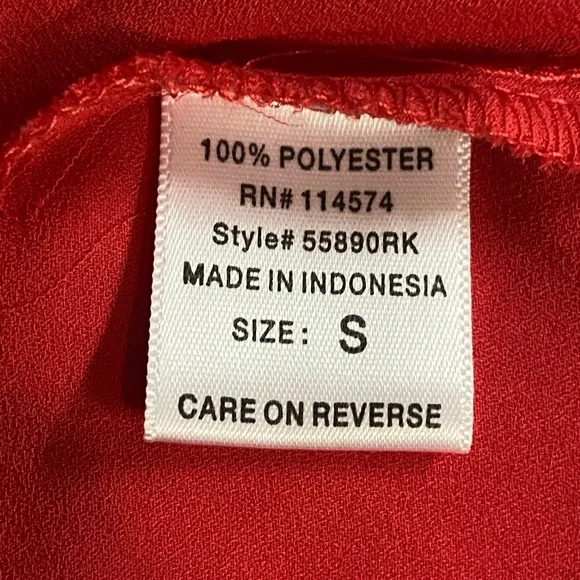 100% POLYESTER
RN# 114574
Style# 55890RK
MADE IN INDONESIA
SIZE: S
CARE ON REVERSE